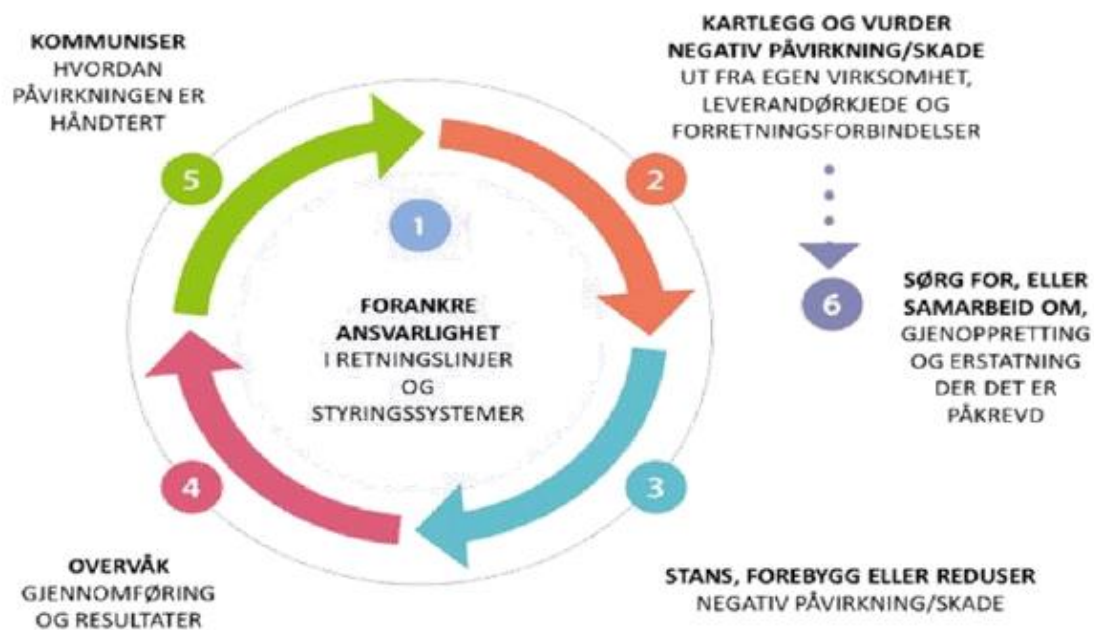 1
FORANKRE
ANSVARLIGHET
I RETNINGSLINJER
OG
STYRINGSSYSTEMER
2
KARTLEGG OG VURDER
NEGATIV PÅVIRKNING/SKADE
UT FRA EGEN VIRKSOMHET,
LEVERANDØRKJEDE OG
FORRETNINGSFORBINDELSER
3
STANS, FOREBYGG ELLER REDUSER
NEGATIV PÅVIRKNING/SKADE
4
OVERVÅK
GJENNOMFØRING
OG RESULTATER
5
KOMMUNISER
HVORDAN
PÅVIRKNINGEN ER
HÅNDTERT
6
SØRG FOR, ELLER
SAMARBEID OM,
GJENOPPRETTING
OG ERSTATNING
DER DET ER
PÅKREVD